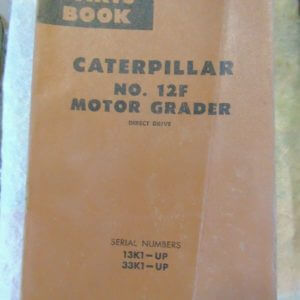 BOOK
CATERPILLAR
NO. 12F
MOTOR GRADER
DIRECT DRIVE
SERIAL NUMBERS
13K1-UP
33K1-UP